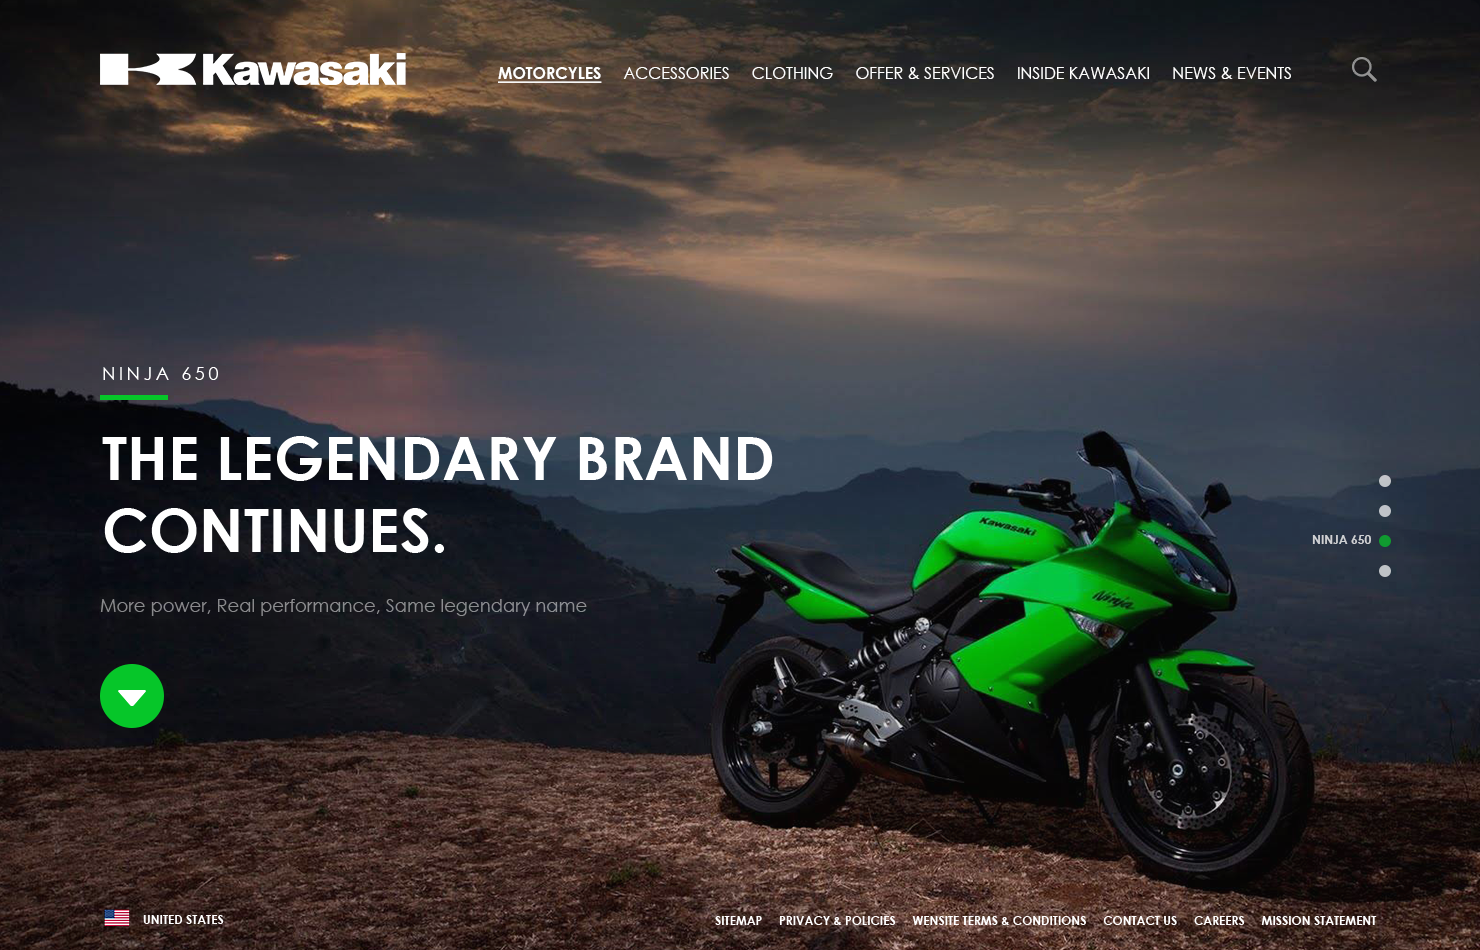 Kawasaki
MOTORCYLES ACCESSORIES CLOTHING OFFER & SERVICES INSIDE KAWASAKI NEWS & EVENTS
NINJA 650
THE LEGENDARY BRAND
CONTINUES.
More power, Real performance, Same legendary name
Kawasaki
Ninja
NINJA 650
UNITED STATES
SITEMAP PRIVACY & POLICIES WENSITE TERMS & CONDITIONS CONTACT US CAREERS MISSION STATEMENT